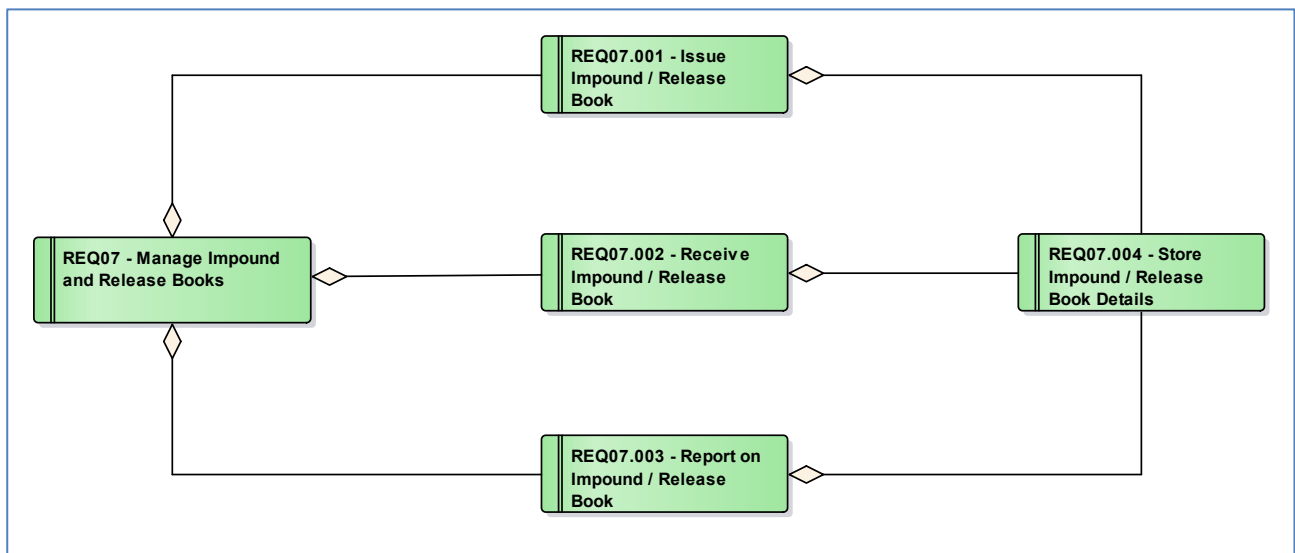 REQ07.001 - Issue
Impound / Release
Book
REQ07 - Manage Impound
and Release Books
REQ07.002 - Receive
Impound / Release
Book
REQ07.004 - Store
Impound / Release
Book Details
REQ07.003 - Report on
Impound / Release
Book